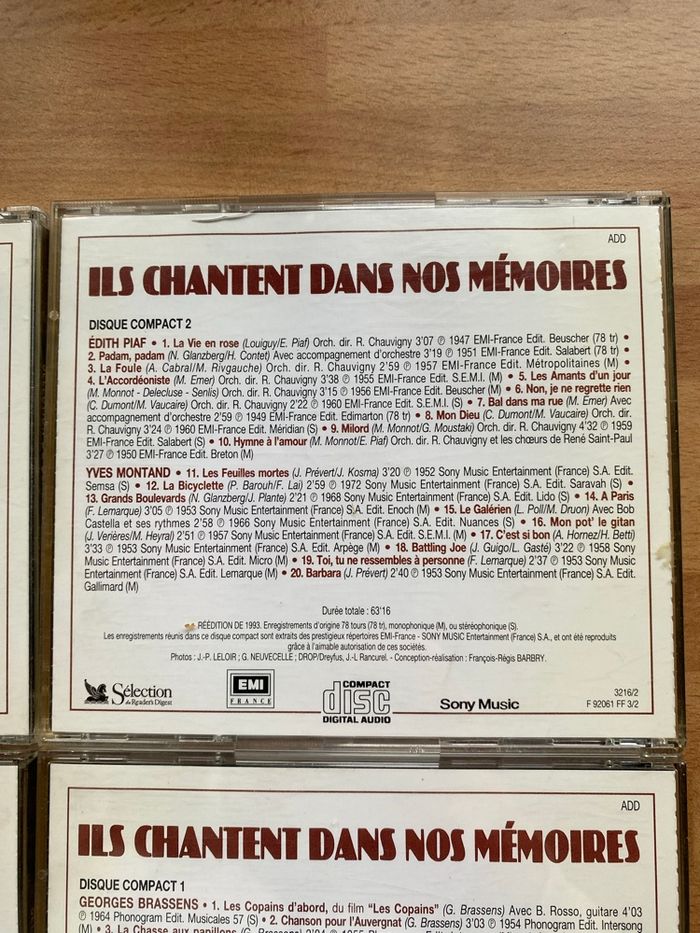 ADD
ILS CHANTENT DANS NOS MÉMOIRES
DISQUE COMPACT 2
ÉDITH PIAF • 1. La Vie en rose (Louiguy/E. Piaf) Orch. dir. R. Chauvigny 3'07 ℗ 1947 EMI-France Edit. Beuscher (78 tr) •
2. Padam, padam (N. Glanzberg/H. Contet) Avec accompagnement d'orchestre 3'19 ℗ 1951 EMI-France Edit. Salabert (78 tr) •
3. La Foule (A. Cabral/M. Rivgauche) Orch. dir. R. Chauvigny 2'59 ℗ 1957 EMI-France Edit. Métropolitaines (M) •
4. L'Accordéoniste (M. Emer) Orch. dir. R. Chauvigny 3'38 ℗ 1955 EMI-France Edit. S.E.M.I. (M) • 5. Les Amants d'un jour
(M. Monnot - Delecluse - Senlis) Orch. dir. R. Chauvigny 3'15 ℗ 1956 EMI-France Edit. Beuscher (M) • 6. Non, je ne regrette rien
(C. Dumont/M. Vaucaire) Orch. dir. R. Chauvigny 2'22 ℗ 1960 EMI-France Edit. S.E.M.I. (S) • 7. Bal dans ma rue (M. Emer) Avec
accompagnement d'orchestre 2'59 ℗ 1949 EMI-France Edit. Edimarton (78 tr) • 8. Mon Dieu (C. Dumont/M. Vaucaire) Orch. dir.
R. Chauvigny 3'24 ℗ 1960 EMI-France Edit. Méridian (S) • 9. Milord (M. Monnot/G. Moustaki) Orch. dir. R. Chauvigny 4'32 ℗ 1959
EMI-France Edit. Salabert (S) • 10. Hymne à l'amour (M. Monnot/E. Piaf) Orch. dir. R. Chauvigny et les chœurs de René Saint-Paul
3'27 ℗ 1950 EMI-France Edit. Breton (M)
YVES MONTAND • 11. Les Feuilles mortes (J. Prévert/J. Kosma) 3'20 ℗ 1952 Sony Music Entertainment (France) S.A. Edit.
Semsa (S) • 12. La Bicyclette (P. Barouh/F. Lai) 2'59 ℗ 1972 Sony Music Entertainment (France) S.A. Edit. Saravah (S) •
13. Grands Boulevards (N. Glanzberg/J. Plante) 2'21 ℗ 1968 Sony Music Entertainment (France) S.A. Edit. Lido (S) • 14. A Paris
(F. Lemarque) 3'05 ℗ 1953 Sony Music Entertainment (France) S.A. Edit. Enoch (M) • 15. Le Galérien (L. Poll/M. Druon) Avec Bob
Castella et ses rythmes 2'58 ℗ 1966 Sony Music Entertainment (France) S.A. Edit. Nuances (S) • 16. Mon pot' le gitan
(J. Verières/M. Heyral) 2'51 ℗ 1957 Sony Music Entertainment (France) S.A. Edit. S.E.M.I. (M) • 17. C'est si bon (A. Hornez/H. Betti)
3'33 ℗ 1953 Sony Music Entertainment (France) S.A. Edit. Arpège (M) • 18. Battling Joe (J. Guigo/L. Gasté) 3'22 ℗ 1958 Sony
Music Entertainment (France) S.A. Edit. Micro (M) • 19. Toi, tu ne ressembles à personne (F. Lemarque) 2'37 ℗ 1953 Sony Music
Entertainment (France) S.A. Edit. Lemarque (M) • 20. Barbara (J. Prévert) 2'40 ℗ 1953 Sony Music Entertainment (France) S.A. Edit.
Gallimard (M)
Durée totale : 63'16
RÉÉDITION DE 1993. Enregistrements d'origine 78 tours (78 tr), monophonique (M), ou stéréophonique (S).
Les enregistrements réunis dans ce disque compact sont extraits des prestigieux répertoires EMI-France - SONY MUSIC Entertainment (France) S.A., et ont été reproduits
grâce à l'aimable autorisation de ces sociétés.
Photos : J.-P. LELOIR ; G. NEUVECELLE ; DROP/Dreyfus, J.-L Rancurel. - Conception-réalisation : François-Régis BARBRY.
Sélection
du Reader's Digest
EMI
FRANCE
COMPACT
disc
DIGITAL AUDIO
Sony Music
3216/2
F 92061 FF 3/2
ADD
ILS CHANTENT DANS NOS MÉMOIRES
DISQUE COMPACT 1
GEORGES BRASSENS • 1. Les Copains d'abord, du film "Les Copains" (G. Brassens) Avec B. Rosso, guitare 4'03
℗ 1964 Phonogram Edit. Musicales 57 (S) • 2. Chanson pour l'Auvergnat (G. Brassens) 3'03 ℗ 1954 Phonogram Edit. Intersong
(M) • 3. La Chasse aux papillons (G. Brassens)